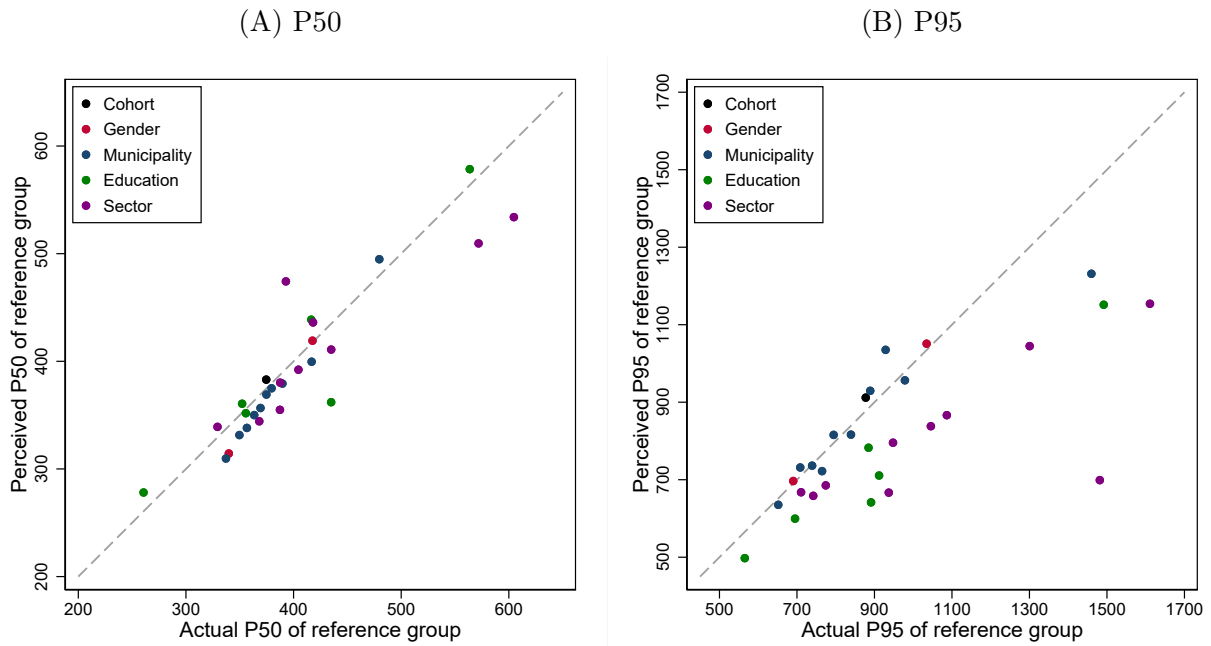 (A) P50
Perceived P50 of reference group
600
500
400
300
200
Cohort
Gender
Municipality
Education
Sector
200 300 400 500 600
Actual P50 of reference group
(B) P95
Perceived P95 of reference group
1700
1500
1300
1100
900
700
500
Cohort
Gender
Municipality
Education
Sector
500 700 900 1100 1300 1500 1700
Actual P95 of reference group